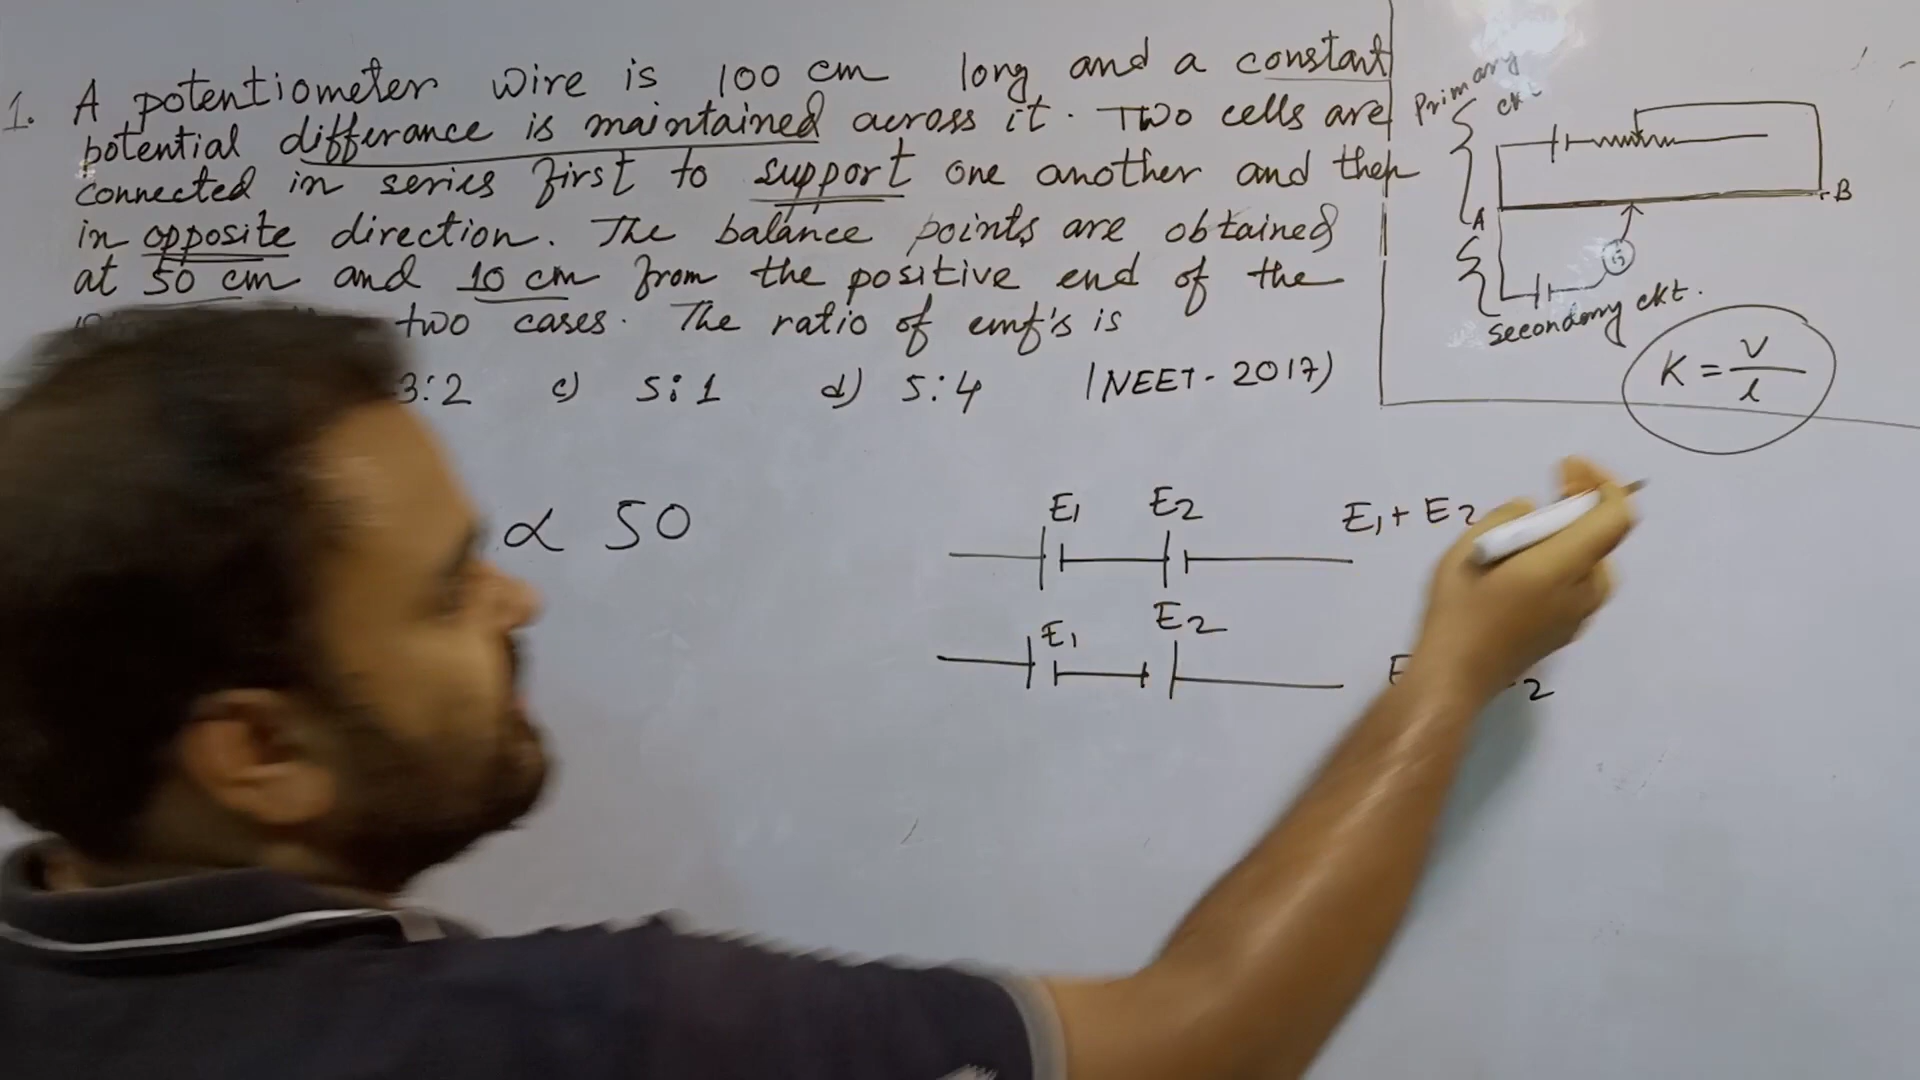 1. A potentiometer wire is 100 cm long and a constant
potential differance is maintained across it. Two cells are
connected in series first to support one another and then
in opposite direction. The balance points are obtained
at 50 cm and 10 cm from the positive end of the
two cases. The ratio of emf's is
3:2 c) 5:1 d) 5:4 (NEET-2017)
Primary
ckt
A
B
G
Secondary ckt.
K = V/l
∝ 50
E1 E2 E1 + E2
E1 E2